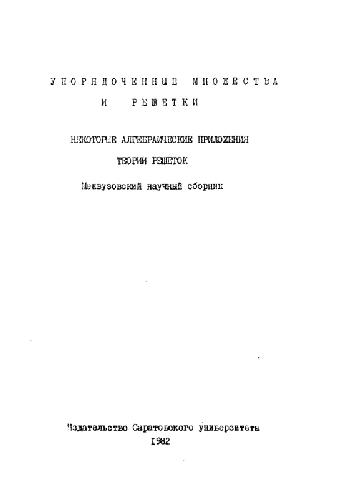 УПОРЯДОЧЕННЫЕ МНОЖЕСТВА
И РЕШЕТКИ
НЕКОТОРЫЕ АЛГЕБРАИЧЕСКИЕ ПРИЛОЖЕНИЯ
ТЕОРИИ РЕШЕТОК
Межвузовский научный сборник
Издательство Саратовского университета
1982